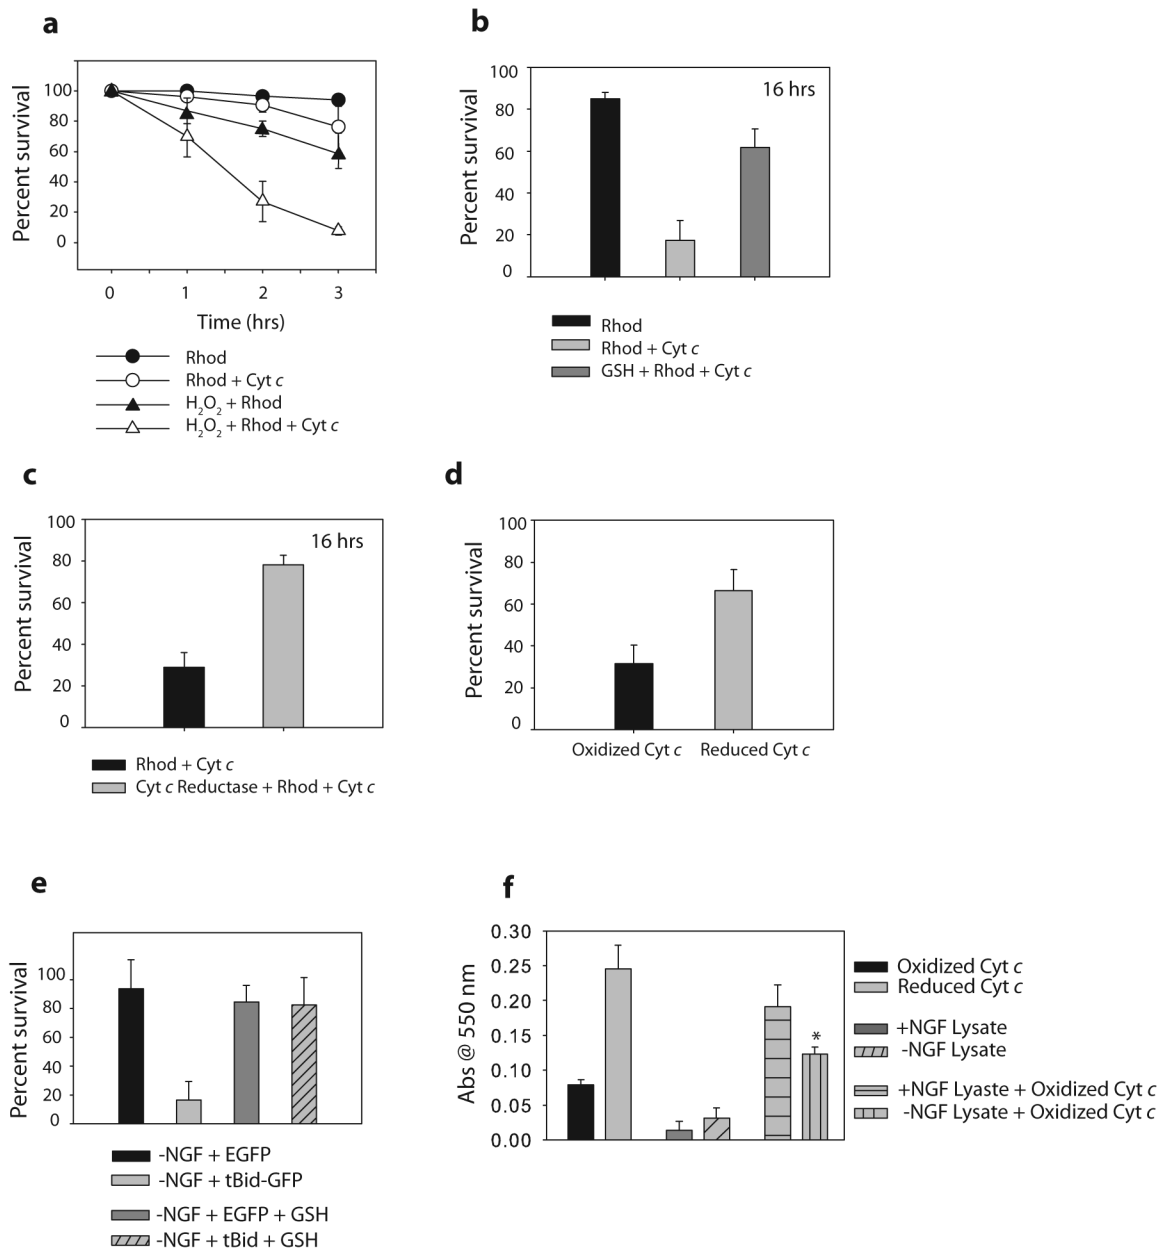 a
Percent survival
100
80
60
40
20
0
0 1 2 3
Time (hrs)
Rhod
Rhod + Cyt c
H2O2 + Rhod
H2O2 + Rhod + Cyt c
b
Percent survival
100
80
60
40
20
0
16 hrs
Rhod
Rhod + Cyt c
GSH + Rhod + Cyt c
c
Percent survival
100
80
60
40
20
0
16 hrs
Rhod + Cyt c
Cyt c Reductase + Rhod + Cyt c
d
Percent survival
100
80
60
40
20
0
Oxidized Cyt c Reduced Cyt c
e
Percent survival
100
80
60
40
20
0
-NGF + EGFP
-NGF + tBid-GFP
-NGF + EGFP + GSH
-NGF + tBid + GSH
f
Abs @ 550 nm
0.30
0.25
0.20
0.15
0.10
0.05
0.00
*
Oxidized Cyt c
Reduced Cyt c
+NGF Lysate
-NGF Lysate
+NGF Lyaste + Oxidized Cyt c
-NGF Lysate + Oxidized Cyt c